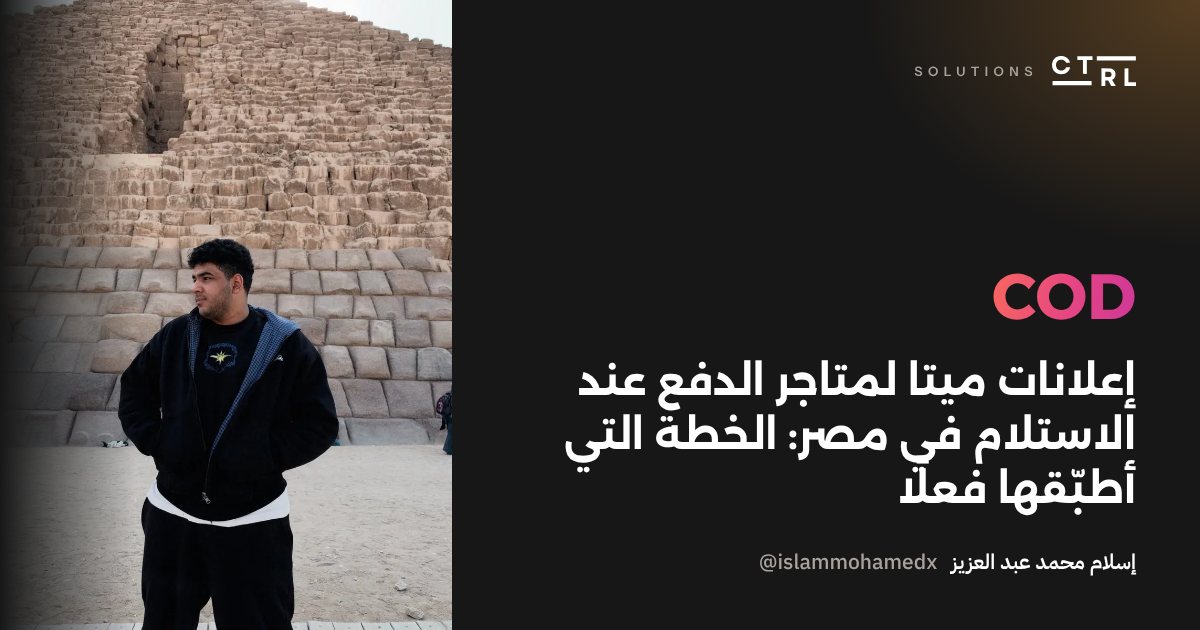 SOLUTIONS CTRL
COD
إعلانات ميتا لمتاجر الدفع عند
الاستلام في مصر: الخطة التي
أطبّقها فعلًا
إسلام محمد عبد العزيز @islammohamedx